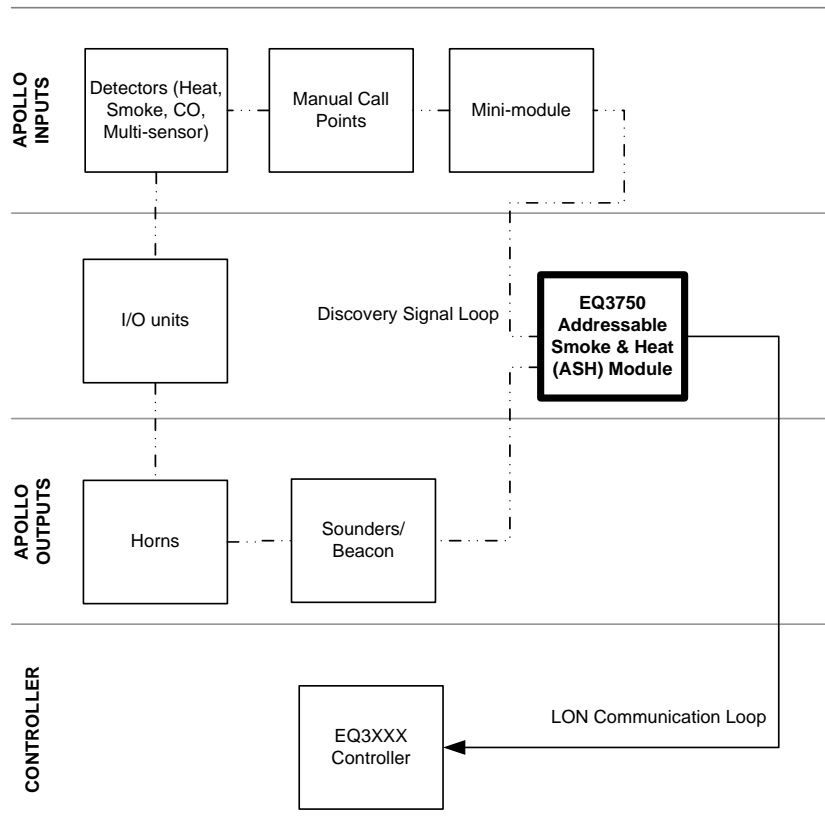 APOLLO
INPUTS
Detectors (Heat,
Smoke, CO,
Multi-sensor)
Manual Call
Points
Mini-module
I/O units
Discovery Signal Loop
EQ3750
Addressable
Smoke & Heat
(ASH) Module
APOLLO
OUTPUTS
Horns
Sounders/
Beacon
CONTROLLER
EQ3XXX
Controller
LON Communication Loop